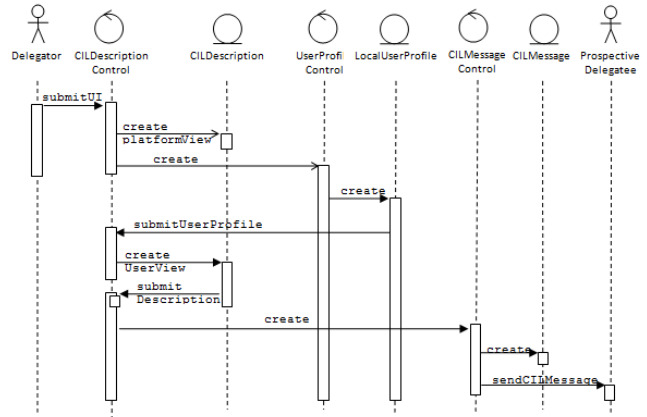 Delegator CILDescription CILDescription UserProfi LocalUserProfile CILMessage CILMessage Prospective
Control Control Control Delegatee
submitUI
create
platformView
create
create
submitUserProfile
create
UserView
submit
Description
create
create
sendCILMessage